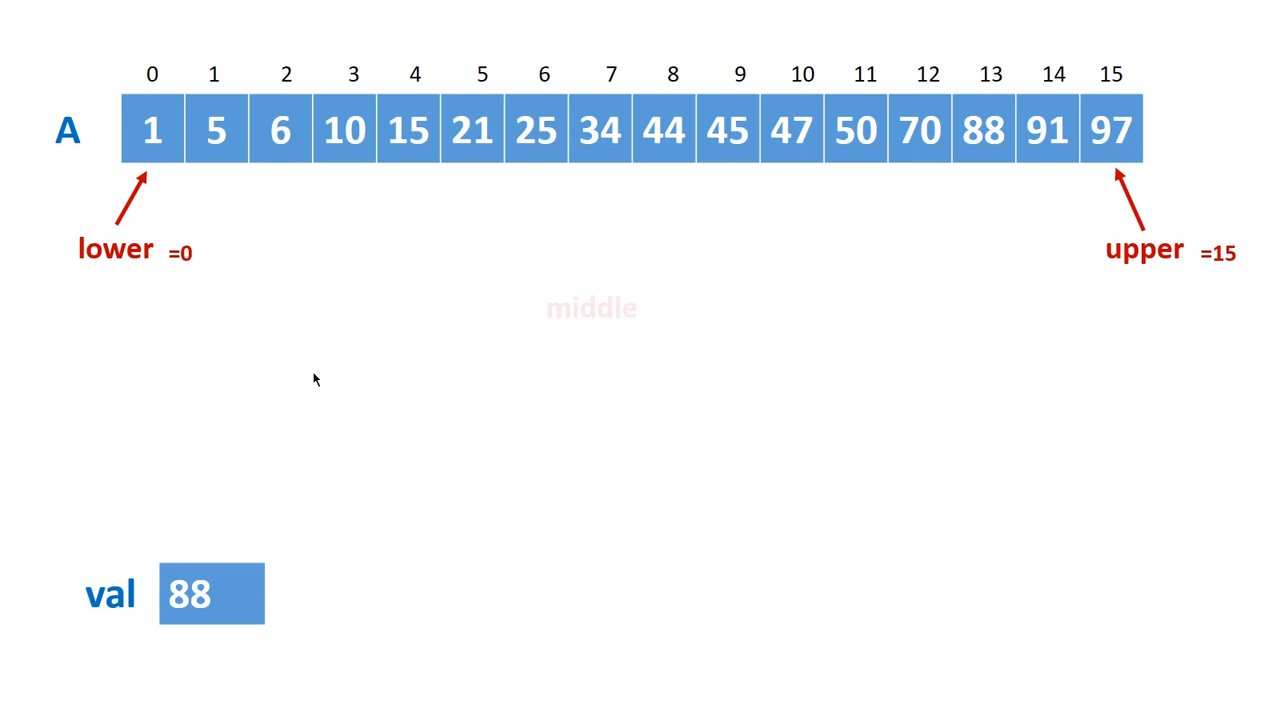 0 1 2 3 4 5 6 7 8 9 10 11 12 13 14 15
A 1 5 6 10 15 21 25 34 44 45 47 50 70 88 91 97
lower =0 upper =15
middle
val 88